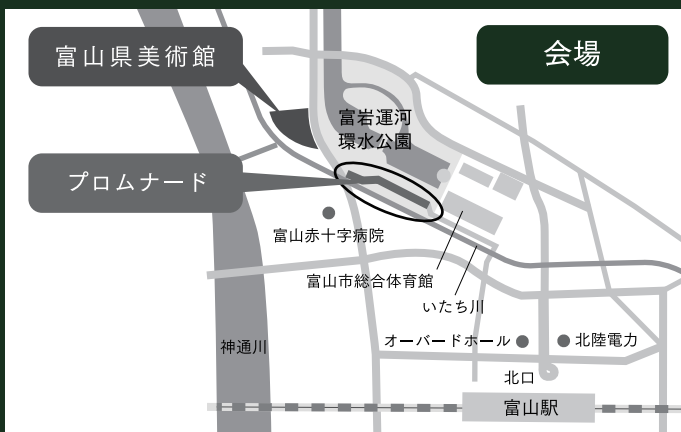 富山県美術館
会場
富岩運河
環水公園
プロムナード
富山赤十字病院
富山市総合体育館
いたち川
オーバードホール
北陸電力
神通川
北口
富山駅